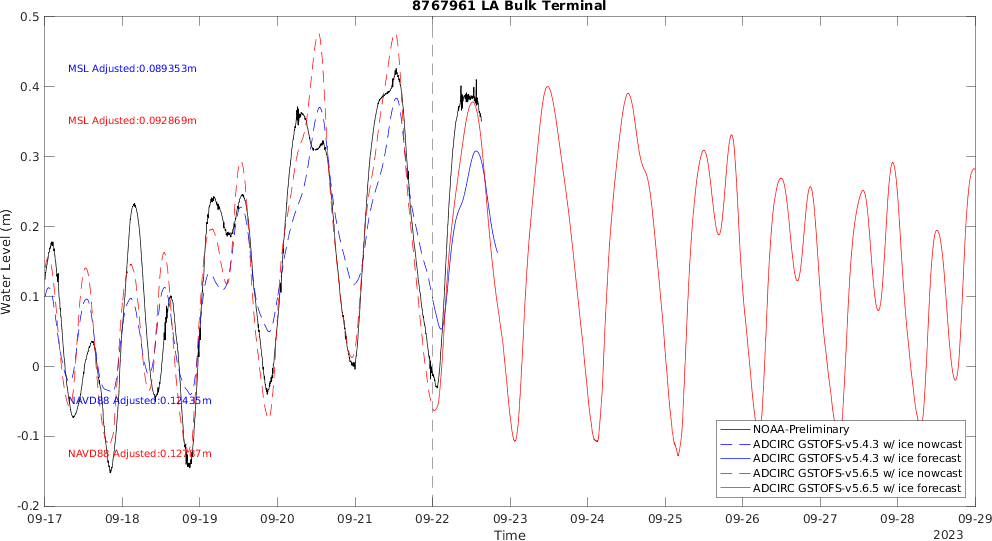 8767961 LA Bulk Terminal
0.5
0.4
0.3
0.2
0.1
0
-0.1
-0.2
Water Level (m)
MSL Adjusted:0.089353m
MSL Adjusted:0.092869m
NAVD88 Adjusted:0.12435m
NAVD88
NOAA-Preliminary
ADCIRC GSTOFS-v5.4.3 w/ ice nowcast
ADCIRC GSTOFS-v5.4.3 w/ ice forecast
ADCIRC GSTOFS-v5.6.5 w/ ice nowcast
ADCIRC GSTOFS-v5.6.5 w/ ice forecast
09-17 09-18 09-19 09-20 09-21 09-22 09-23 09-24 09-25 09-26 09-27 09-28 09-29
Time
2023